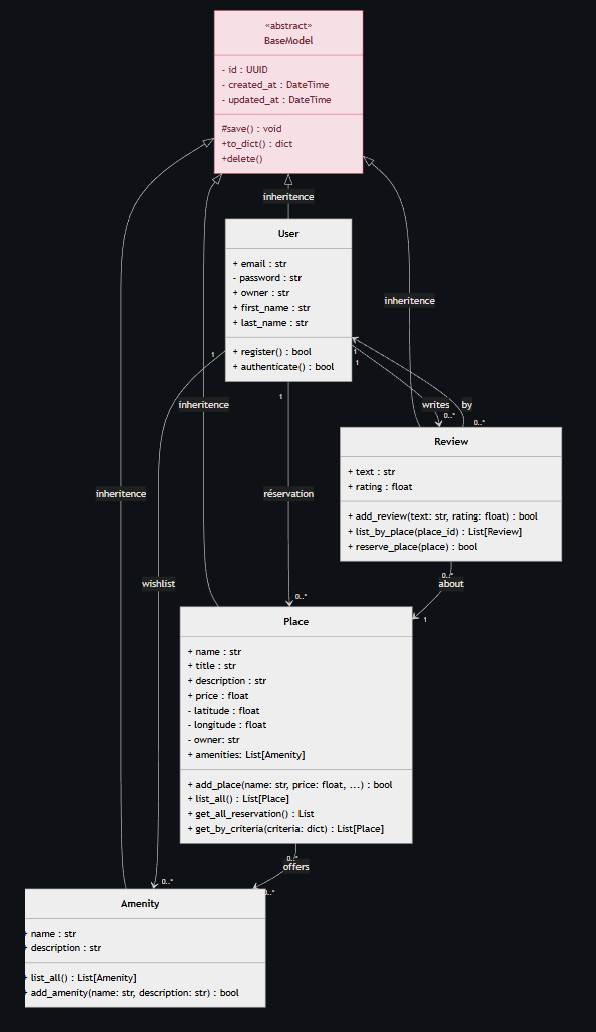 «abstract»
BaseModel
- id : UUID
- created_at : DateTime
- updated_at : DateTime
#save() : void
+to_dict() : dict
+delete()
inheritence
User
+ email : str
- password : str
+ owner : str
+ first_name : str
+ last_name : str
+ register() : bool
+ authenticate() : bool
inheritence
1
1
1
1
inheritence
writes
by
0..*
0..*
Review
+ text : str
+ rating : float
+ add_review(text: str, rating: float) : bool
+ list_by_place(place_id) : List[Review]
+ reserve_place(place) : bool
inheritence
réservation
wishlist
0..*
about
0..*
1
Place
+ name : str
+ title : str
+ description : str
+ price : float
- latitude : float
- longitude : float
- owner: str
+ amenities: List[Amenity]
+ add_place(name: str, price: float, ...) : bool
+ list_all() : List[Place]
+ get_all_reservation() : List
+ get_by_criteria(criteria: dict) : List[Place]
0..*
offers
0..*
0..*
Amenity
+ name : str
+ description : str
+ list_all() : List[Amenity]
+ add_amenity(name: str, description: str) : bool